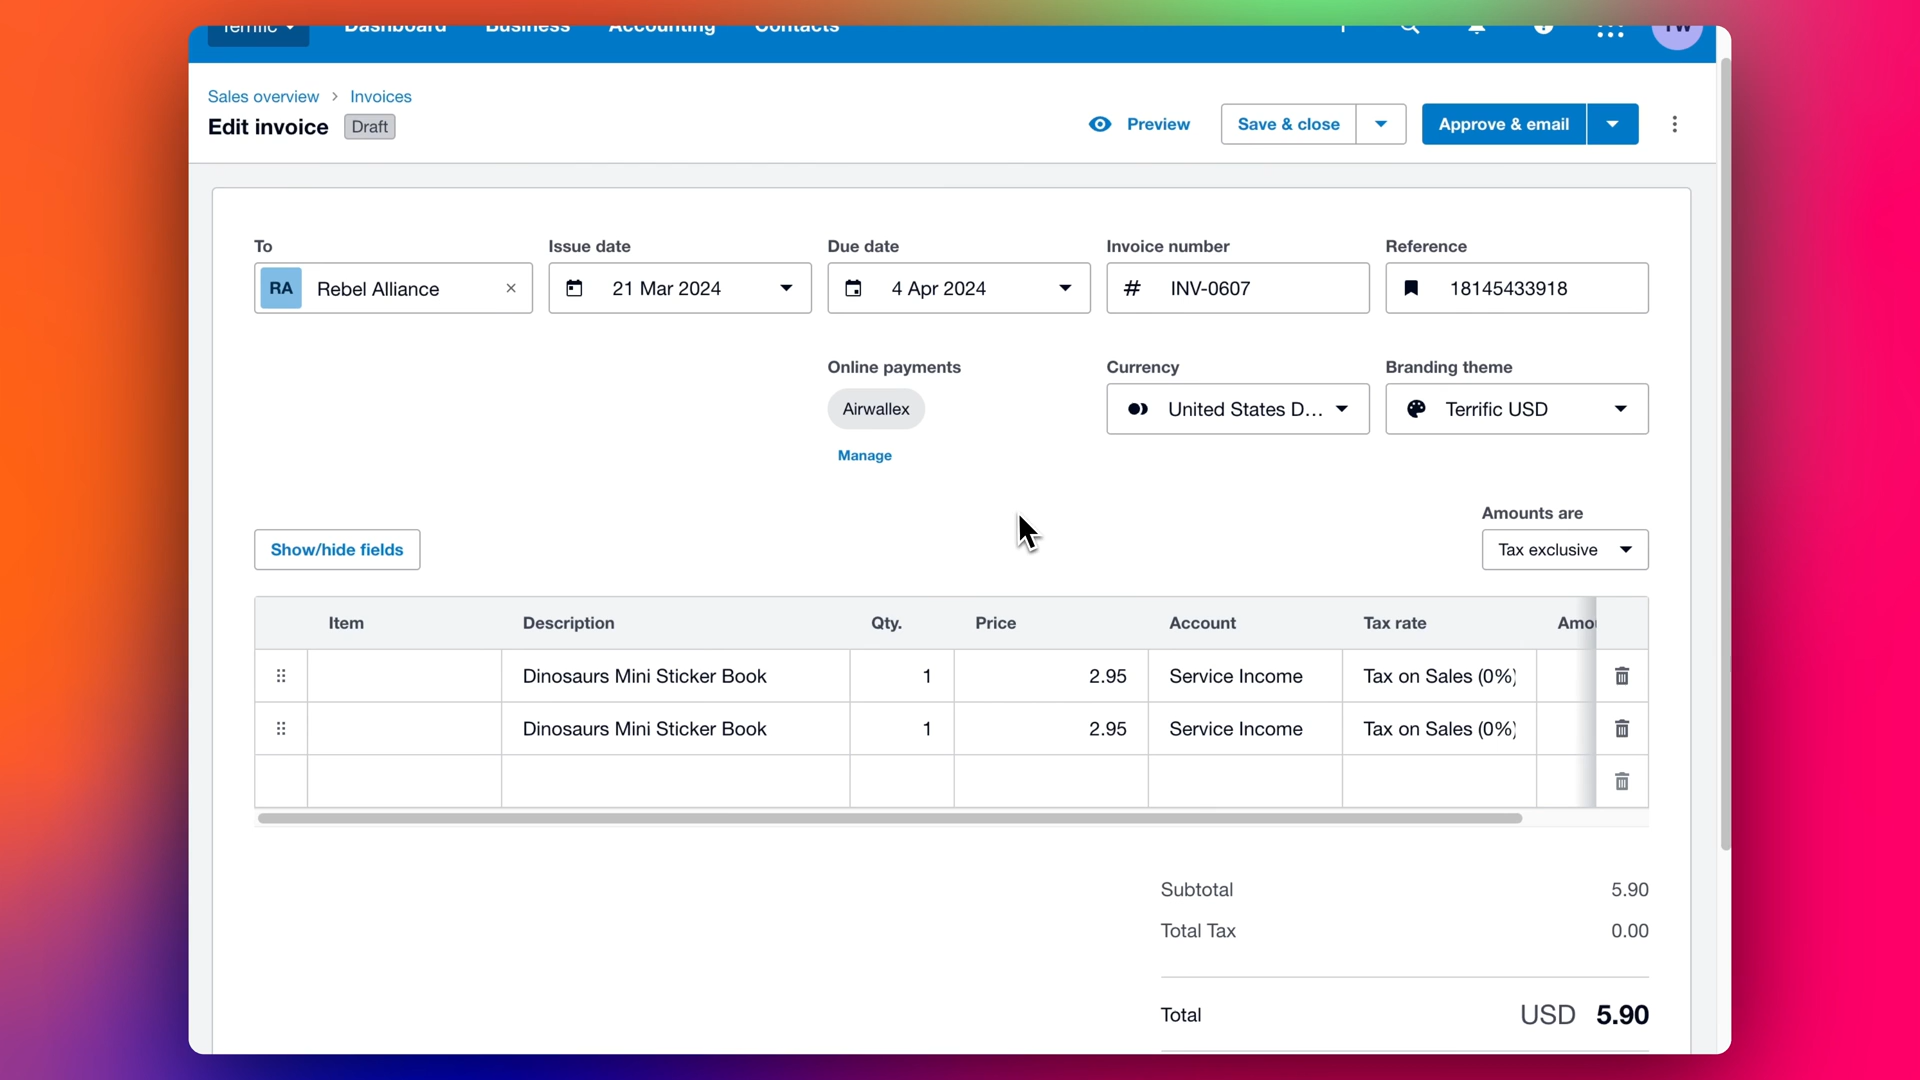 Terrific Dashboard Business Accounting Contacts TW
Sales overview > Invoices
Edit invoice Draft
Preview Save & close Approve & email
To Issue date Due date Invoice number Reference
RA Rebel Alliance × 21 Mar 2024 4 Apr 2024 # INV-0607 18145433918
Online payments Currency Branding theme
Airwallex United States D... Terrific USD
Manage
Amounts are
Show/hide fields Tax exclusive
Item Description Qty. Price Account Tax rate Amo
Dinosaurs Mini Sticker Book 1 2.95 Service Income Tax on Sales (0%)
Dinosaurs Mini Sticker Book 1 2.95 Service Income Tax on Sales (0%)
Subtotal 5.90
Total Tax 0.00
Total USD 5.90